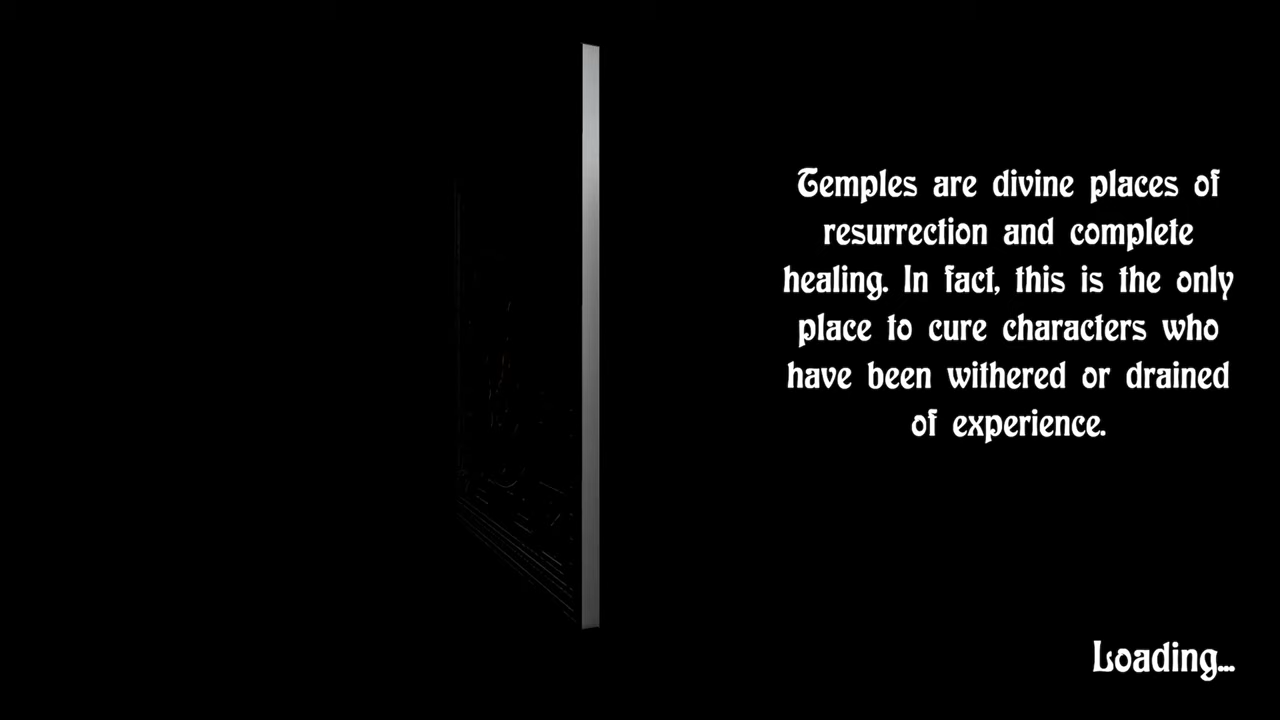 Temples are divine places of
resurrection and complete
healing. In fact, this is the only
place to cure characters who
have been withered or drained
of experience.
Loading...